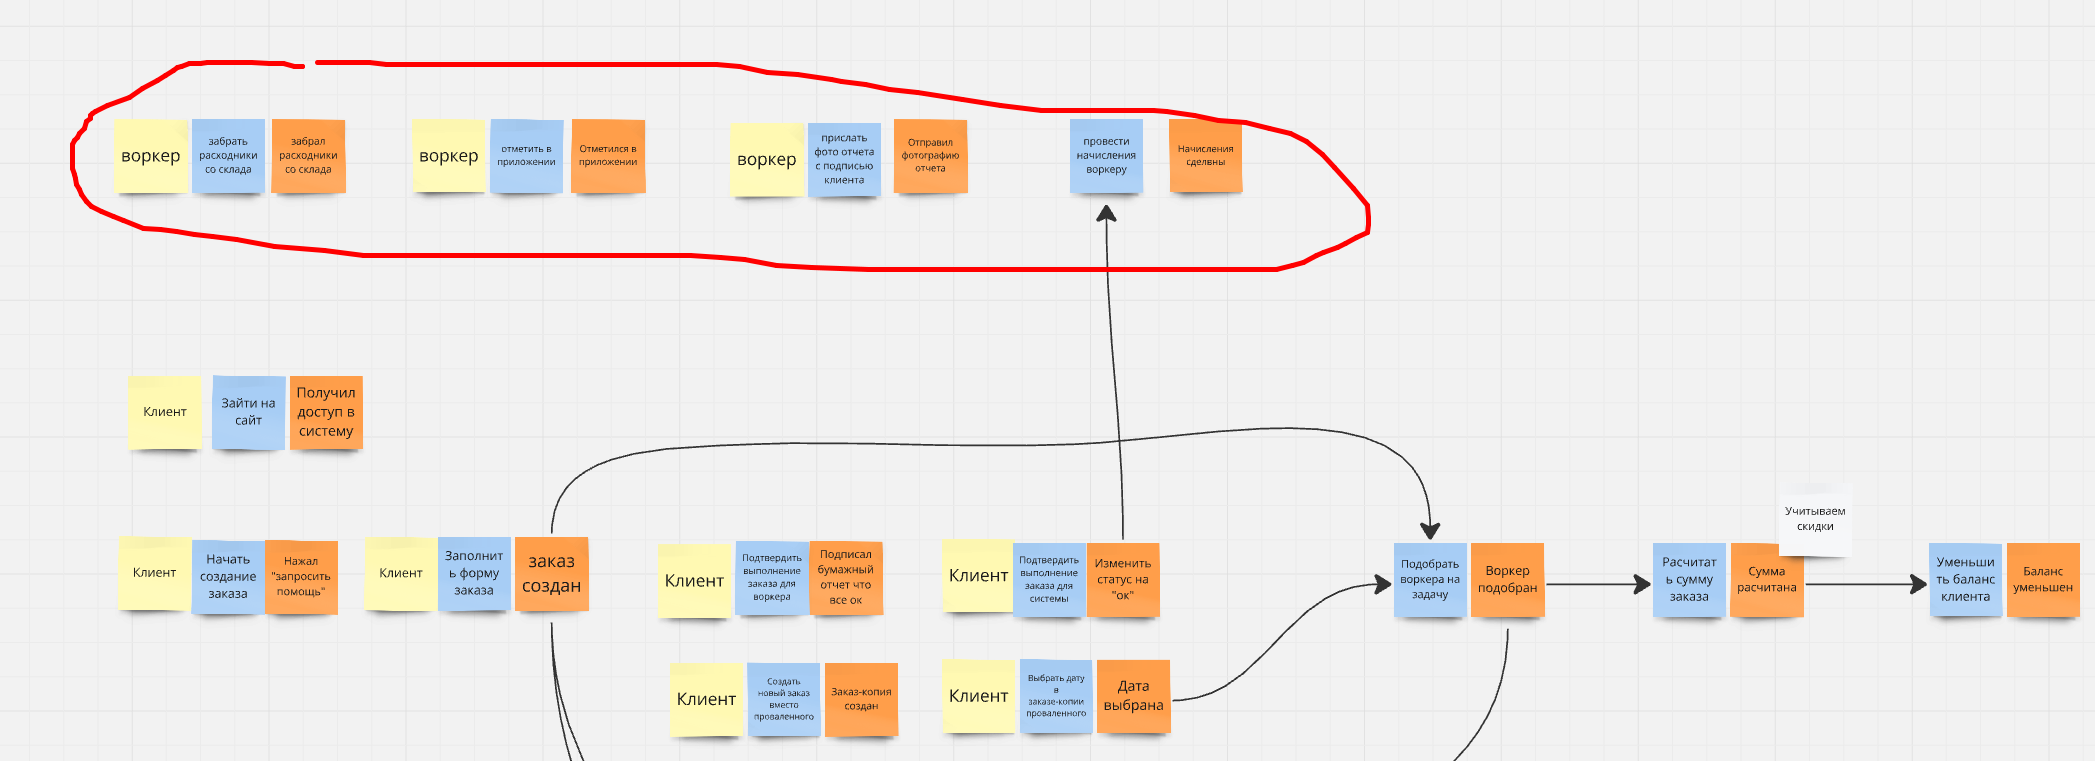 воркер
забрать
расходники
со склада
забрал
расходники
со склада
воркер
отметить в
приложении
Отметился в
приложении
воркер
прислать
фото отчета
с подписью
клиента
Отправил
фотографию
отчета
провести
начисления
воркеру
Начисления
сделвны
Клиент
Зайти на
сайт
Получил
доступ в
систему
Клиент
Начать
создание
заказа
Нажал
"запросить
помощь"
Клиент
Заполнит
ь форму
заказа
заказ
создан
Клиент
Подтвердить
выполнение
заказа для
воркера
Подписал
бумажный
отчет что
все ок
Клиент
Подтвердить
выполнение
заказа для
системы
Изменить
статус на
"ок"
Подобрать
воркера на
задачу
Воркер
подобран
Расчитат
ь сумму
заказа
Сумма
расчитана
Учитываем
скидки
Уменьши
ть баланс
клиента
Баланс
уменьшен
Клиент
Создать
новый заказ
вместо
проваленного
Заказ-копия
создан
Клиент
Выбрать дату
в
заказе-копии
проваленного
Дата
выбрана